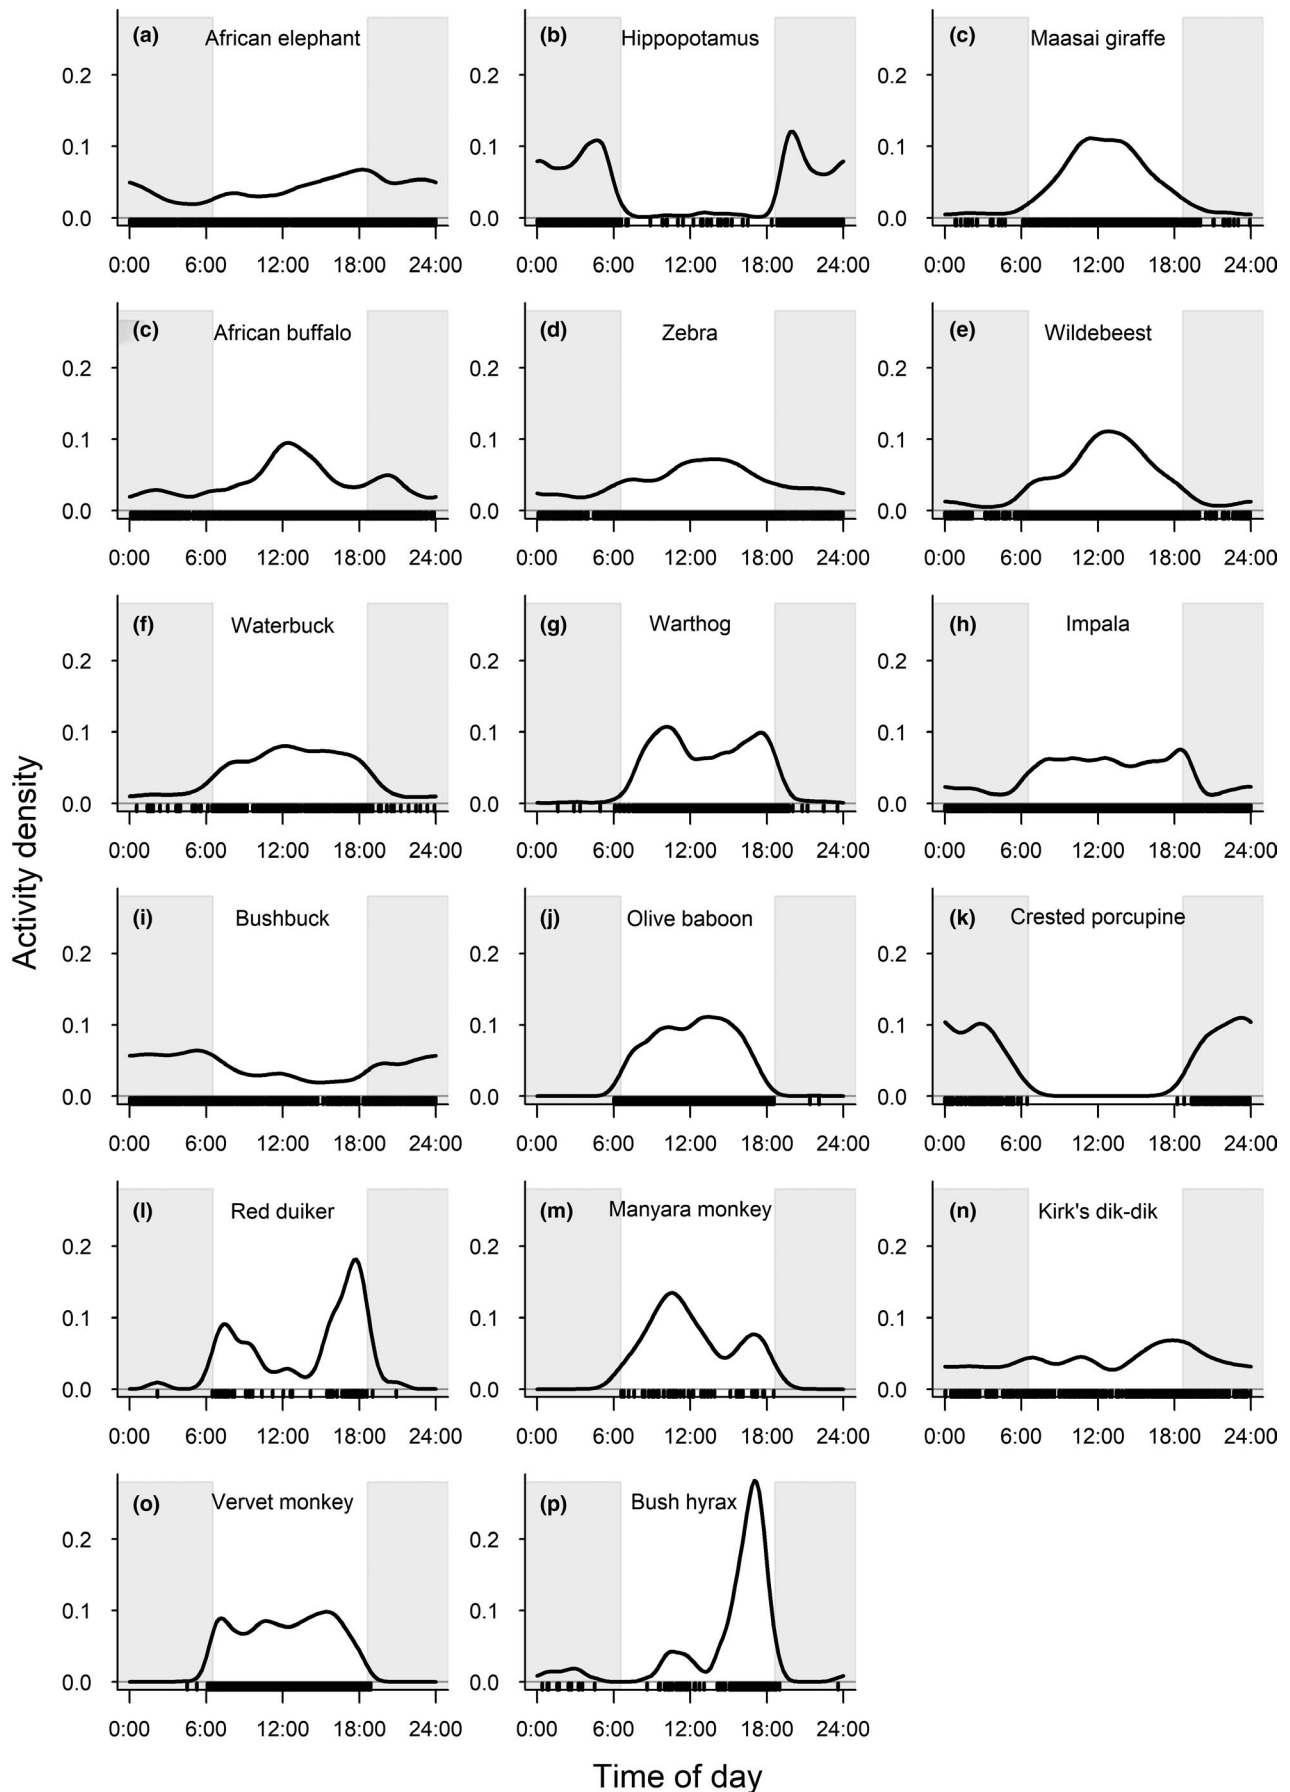 (a) African elephant
(b) Hippopotamus
(c) Maasai giraffe
0.2
0.1
0.0
0:00 6:00 12:00 18:00 24:00
0.2
0.1
0.0
0:00 6:00 12:00 18:00 24:00
0.2
0.1
0.0
0:00 6:00 12:00 18:00 24:00
(c) African buffalo
(d) Zebra
(e) Wildebeest
0.2
0.1
0.0
0:00 6:00 12:00 18:00 24:00
0.2
0.1
0.0
0:00 6:00 12:00 18:00 24:00
0.2
0.1
0.0
0:00 6:00 12:00 18:00 24:00
(f) Waterbuck
(g) Warthog
(h) Impala
0.2
0.1
0.0
0:00 6:00 12:00 18:00 24:00
0.2
0.1
0.0
0:00 6:00 12:00 18:00 24:00
0.2
0.1
0.0
0:00 6:00 12:00 18:00 24:00
Activity density
(i) Bushbuck
(j) Olive baboon
(k) Crested porcupine
0.2
0.1
0.0
0:00 6:00 12:00 18:00 24:00
0.2
0.1
0.0
0:00 6:00 12:00 18:00 24:00
0.2
0.1
0.0
0:00 6:00 12:00 18:00 24:00
(l) Red duiker
(m) Manyara monkey
(n) Kirk's dik-dik
0.2
0.1
0.0
0:00 6:00 12:00 18:00 24:00
0.2
0.1
0.0
0:00 6:00 12:00 18:00 24:00
0.2
0.1
0.0
0:00 6:00 12:00 18:00 24:00
(o) Vervet monkey
(p) Bush hyrax
0.2
0.1
0.0
0:00 6:00 12:00 18:00 24:00
0.2
0.1
0.0
0:00 6:00 12:00 18:00 24:00
Time of day